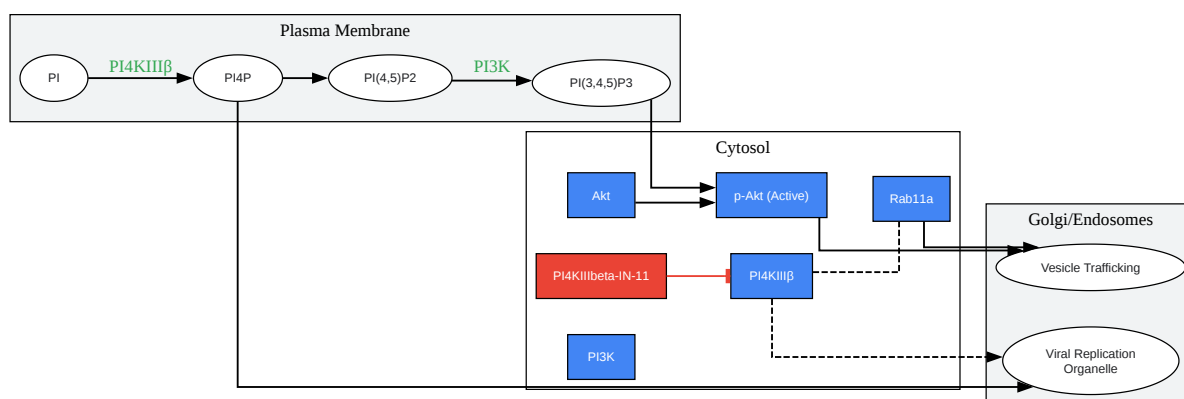 Plasma Membrane
PI
PI4KIIIβ
PI4P
PI(4,5)P2
PI3K
PI(3,4,5)P3
Cytosol
Akt
p-Akt (Active)
Rab11a
PI4KIIIbeta-IN-11
PI4KIIIβ
PI3K
Golgi/Endosomes
Vesicle Trafficking
Viral Replication
Organelle